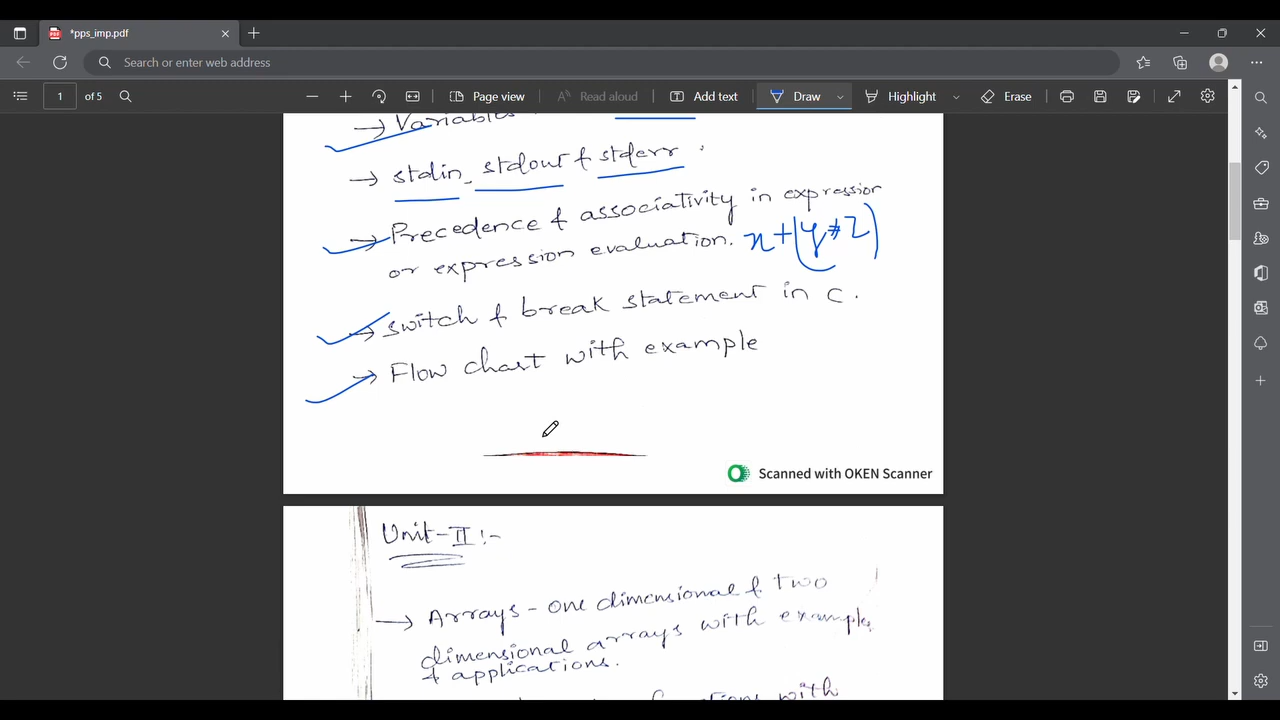 *pps_imp.pdf
Search or enter web address
1 of 5
Page view
Read aloud
Add text
Draw
Highlight
Erase
→ Variables
→ stdin, stdout & stderr.
→ Precedence & associativity in expression
or expression evaluation. x+(y*z)
→ switch & break statement in c.
→ Flow chart with example
Scanned with OKEN Scanner
Unit-II:-
→ Arrays - one dimensional & two
dimensional arrays with examples
& applications.
with